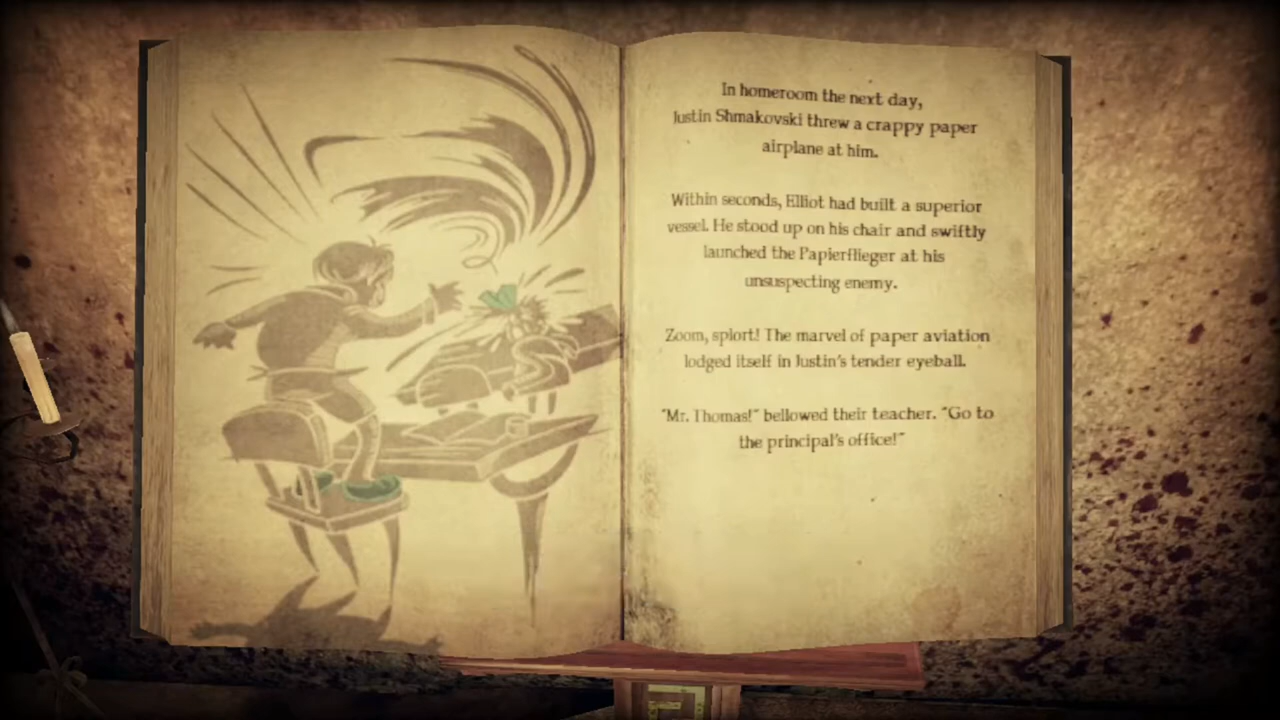 In homeroom the next day,
Justin Shmakovski threw a crappy paper
airplane at him.
Within seconds, Elliot had built a superior
vessel. He stood up on his chair and swiftly
launched the Papierflieger at his
unsuspecting enemy.
Zoom, splort! The marvel of paper aviation
lodged itself in Justin's tender eyeball.
"Mr. Thomas!" bellowed their teacher. "Go to
the principal's office!"